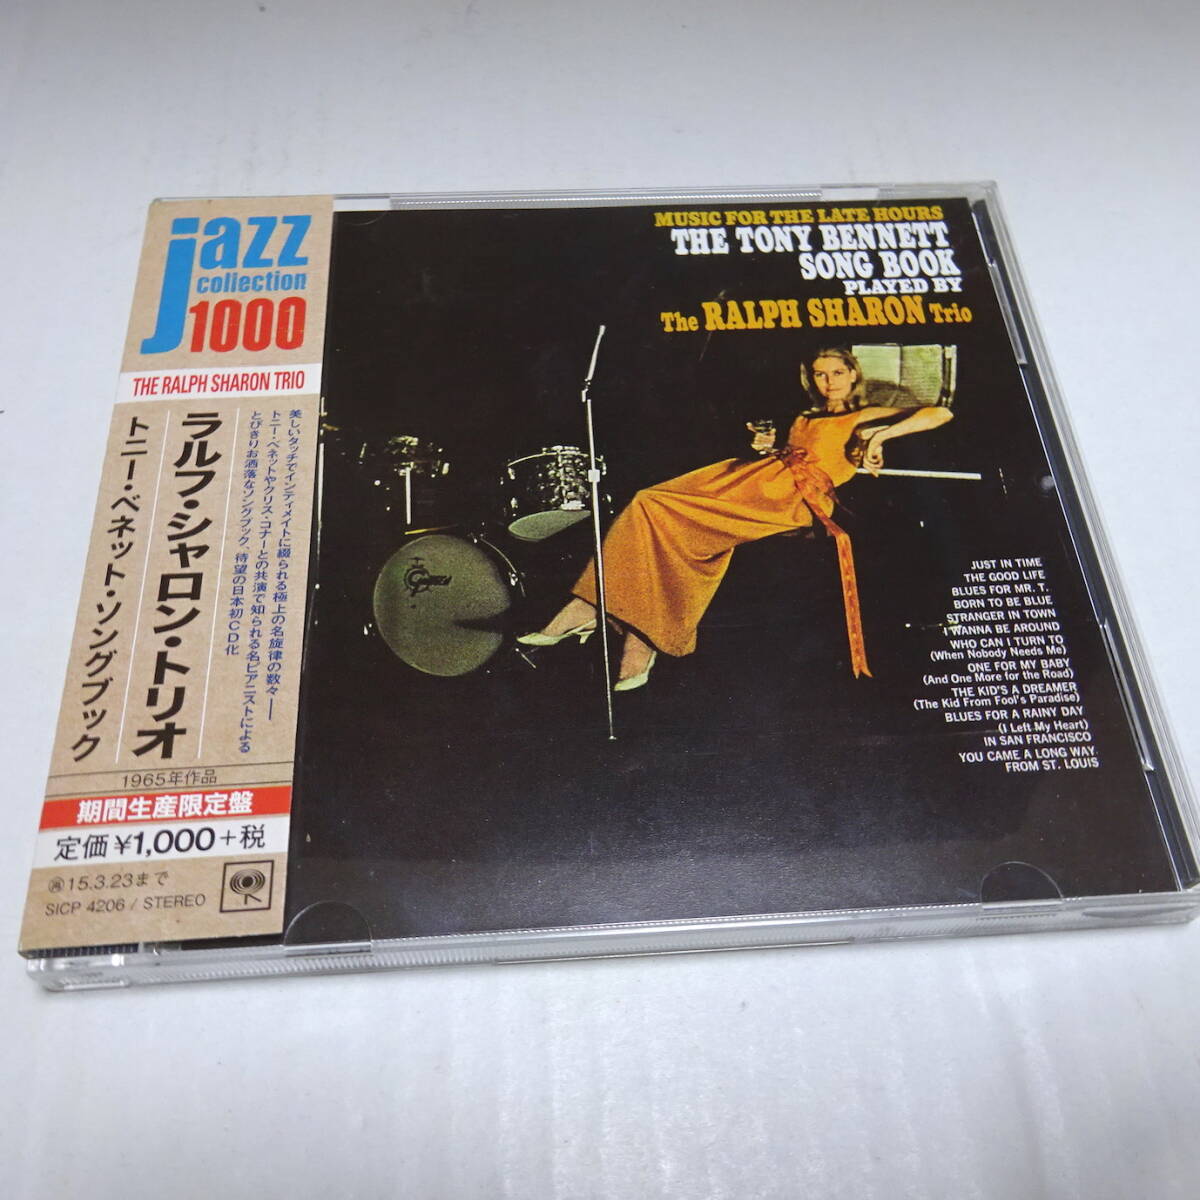 jazz
collection
1000
THE RALPH SHARON TRIO
美しいタッチでインティメイトに綴られる極上の名旋律の数々――
トニー・ベネットやクリス・コナーとの共演で知られる名ピアニストによる
とびきりお洒落なソングブック、待望の日本初CD化
ラルフ・シャロン・トリオ
トニー・ベネット・ソングブック
1965年作品
期間生産限定盤
定価¥1,000+税
15.3.23まで
SICP 4206 / STEREO
MUSIC FOR THE LATE HOURS
THE TONY BENNETT
SONG BOOK
PLAYED BY
The RALPH SHARON Trio
Gretsch
JUST IN TIME
THE GOOD LIFE
BLUES FOR MR. T.
BORN TO BE BLUE
STRANGER IN TOWN
I WANNA BE AROUND
WHO CAN I TURN TO
(When Nobody Needs Me)
ONE FOR MY BABY
(And One More for the Road)
THE KID'S A DREAMER
(The Kid From Fool's Paradise)
BLUES FOR A RAINY DAY
(I Left My Heart)
IN SAN FRANCISCO
YOU CAME A LONG WAY
FROM ST. LOUIS